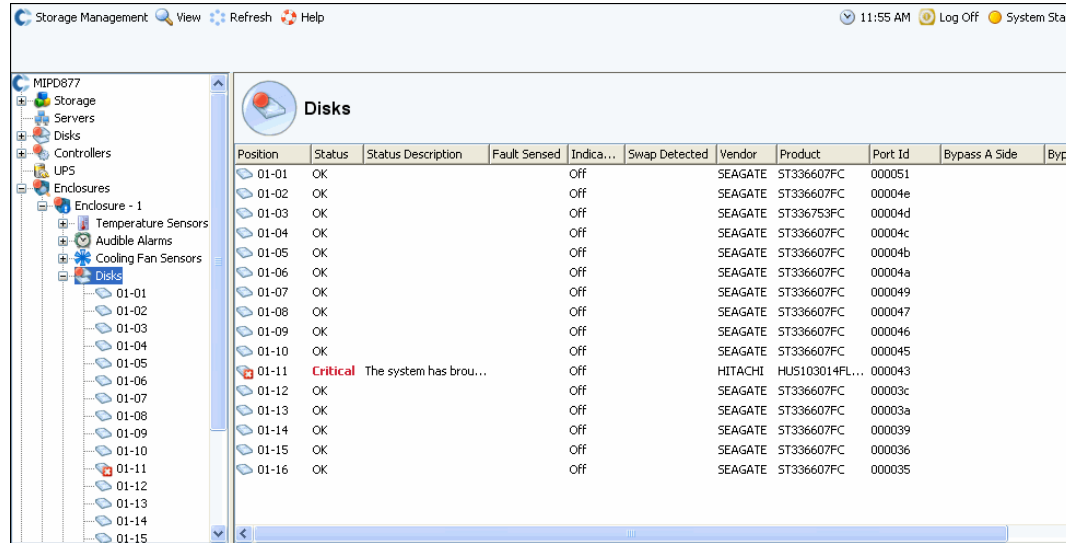 Storage Management View Refresh Help 11:55 AM Log Off System Sta
MIPD877
Storage
Servers
Disks
Controllers
UPS
Enclosures
Enclosure - 1
Temperature Sensors
Audible Alarms
Cooling Fan Sensors
Disks
01-01
01-02
01-03
01-04
01-05
01-06
01-07
01-08
01-09
01-10
01-11
01-12
01-13
01-14
01-15
Disks
Position Status Status Description Fault Sensed Indica... Swap Detected Vendor Product Port Id Bypass A Side Byp
01-01 OK Off SEAGATE ST336607FC 000051
01-02 OK Off SEAGATE ST336607FC 00004e
01-03 OK Off SEAGATE ST336753FC 00004d
01-04 OK Off SEAGATE ST336607FC 00004c
01-05 OK Off SEAGATE ST336607FC 00004b
01-06 OK Off SEAGATE ST336607FC 00004a
01-07 OK Off SEAGATE ST336607FC 000049
01-08 OK Off SEAGATE ST336607FC 000047
01-09 OK Off SEAGATE ST336607FC 000046
01-10 OK Off SEAGATE ST336607FC 000045
01-11 Critical The system has brou... Off HITACHI HUS103014FL... 000043
01-12 OK Off SEAGATE ST336607FC 00003c
01-13 OK Off SEAGATE ST336607FC 00003a
01-14 OK Off SEAGATE ST336607FC 000039
01-15 OK Off SEAGATE ST336607FC 000036
01-16 OK Off SEAGATE ST336607FC 000035